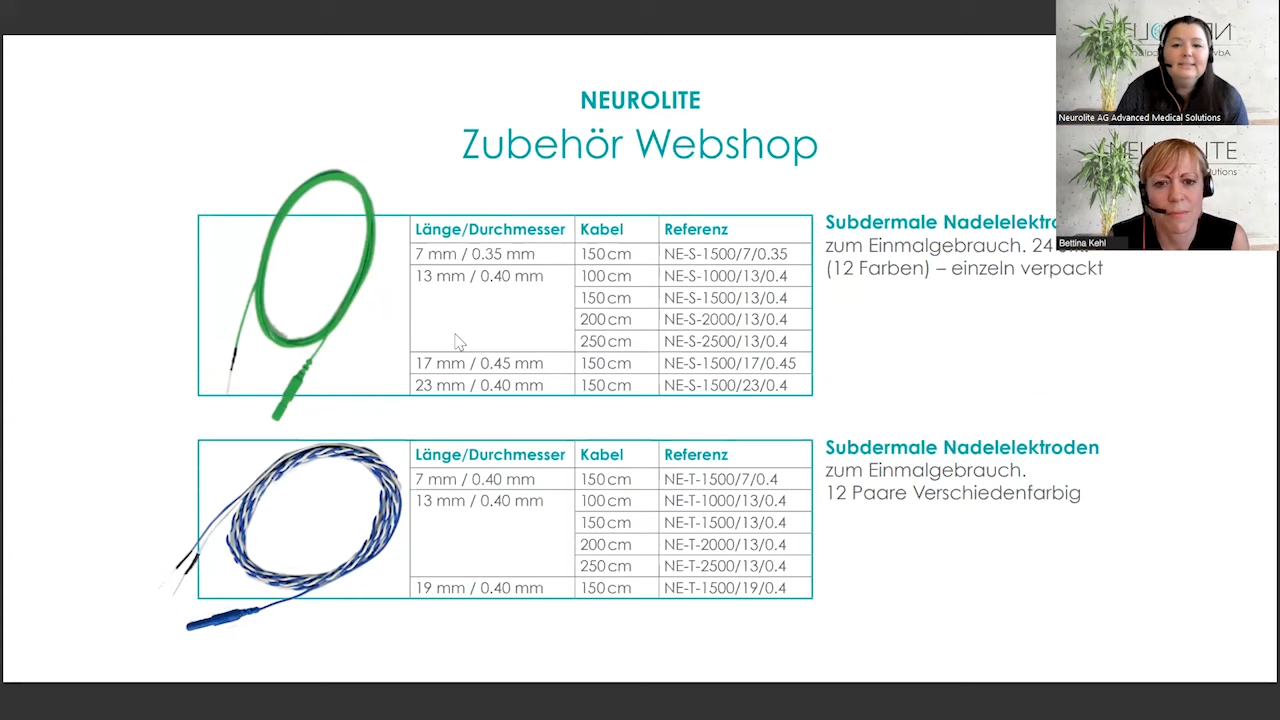 NEUROLITE
Zubehör Webshop
Länge/Durchmesser Kabel Referenz
7 mm / 0.35 mm 150 cm NE-S-1500/7/0.35
13 mm / 0.40 mm 100 cm NE-S-1000/13/0.4
150 cm NE-S-1500/13/0.4
200 cm NE-S-2000/13/0.4
250 cm NE-S-2500/13/0.4
17 mm / 0.45 mm 150 cm NE-S-1500/17/0.45
23 mm / 0.40 mm 150 cm NE-S-1500/23/0.4
Subdermale
zum Einmalgebrauch. 24
(12 Farben) – einzeln verpackt
Länge/Durchmesser Kabel Referenz
7 mm / 0.40 mm 150 cm NE-T-1500/7/0.4
13 mm / 0.40 mm 100 cm NE-T-1000/13/0.4
150 cm NE-T-1500/13/0.4
200 cm NE-T-2000/13/0.4
250 cm NE-T-2500/13/0.4
19 mm / 0.40 mm 150 cm NE-T-1500/19/0.4
Subdermale Nadelelektroden
zum Einmalgebrauch.
12 Paare Verschiedenfarbig
Neurolite AG Advanced Medical Solutions
Bettina Kehl